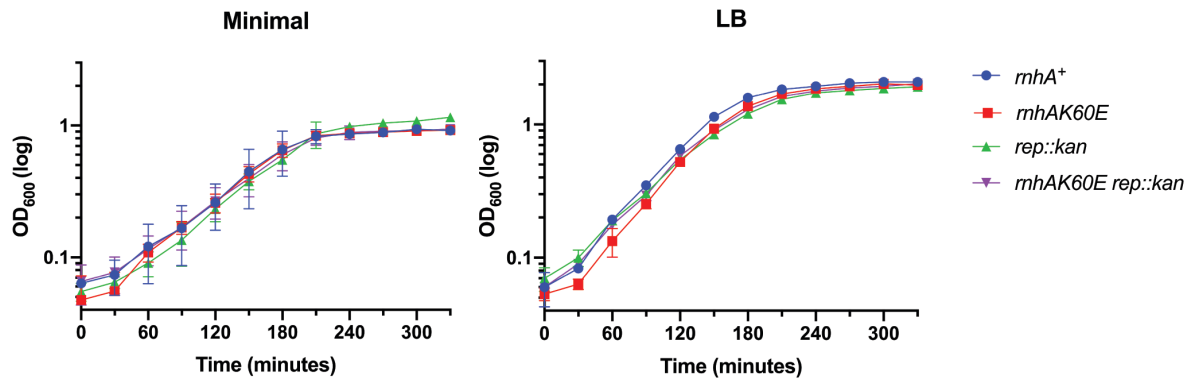 Minimal
OD600 (log)
1
0.1
0 60 120 180 240 300
Time (minutes)
LB
OD600 (log)
1
0.1
0 60 120 180 240 300
Time (minutes)
rnhA+
rnhAK60E
rep::kan
rnhAK60E rep::kan